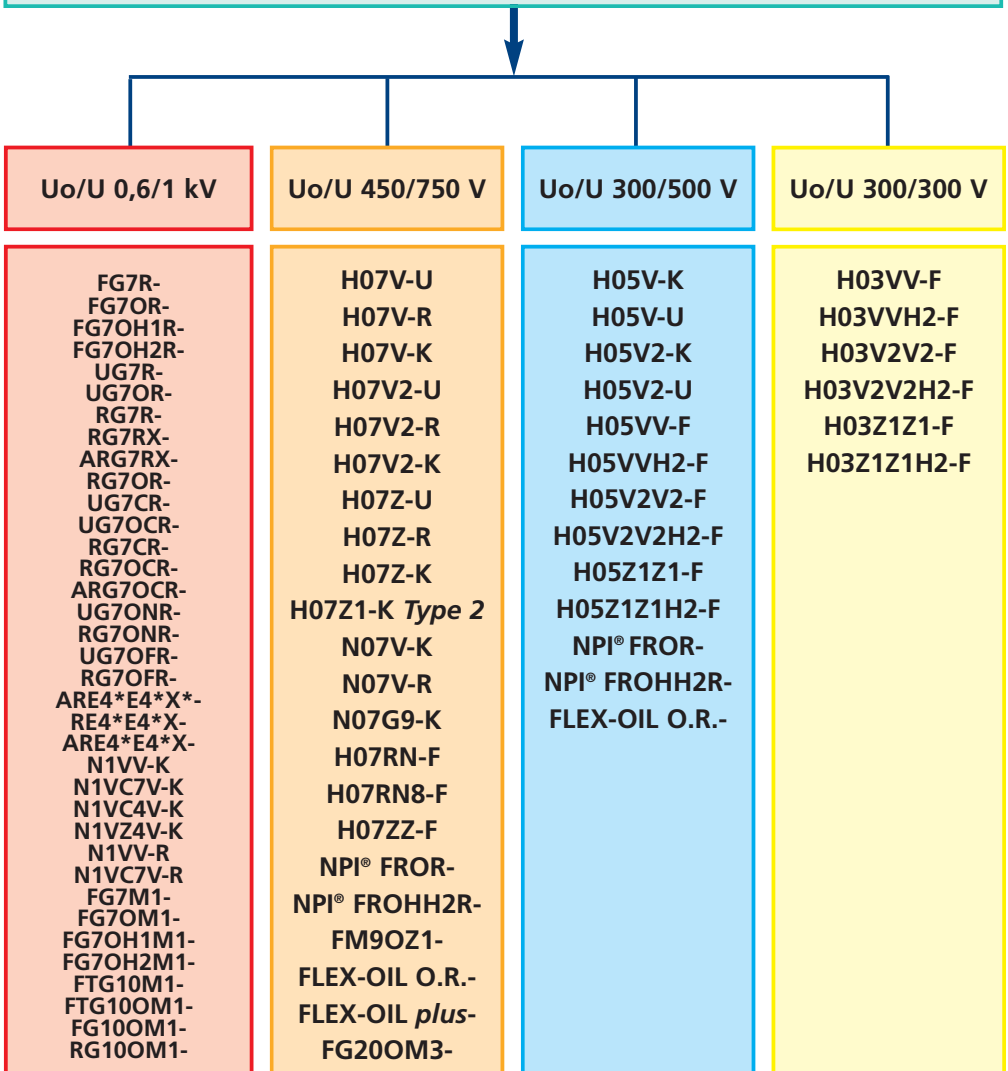 Uo/U 0,6/1 kV
FG7R-
FG7OR-
FG7OH1R-
FG7OH2R-
UG7R-
UG7OR-
RG7R-
RG7RX-
ARG7RX-
RG7OR-
UG7CR-
UG7OCR-
RG7CR-
RG7OCR-
ARG7OCR-
UG7ONR-
RG7ONR-
UG7OFR-
RG7OFR-
ARE4*E4*X*-
RE4*E4*X-
ARE4*E4*X-
N1VV-K
N1VC7V-K
N1VC4V-K
N1VZ4V-K
N1VV-R
N1VC7V-R
FG7M1-
FG7OM1-
FG7OH1M1-
FG7OH2M1-
FTG10M1-
FTG10OM1-
FG10OM1-
RG10OM1-
Uo/U 450/750 V
H07V-U
H07V-R
H07V-K
H07V2-U
H07V2-R
H07V2-K
H07Z-U
H07Z-R
H07Z-K
H07Z1-K Type 2
N07V-K
N07V-R
N07G9-K
H07RN-F
H07RN8-F
H07ZZ-F
NPI® FROR-
NPI® FROHH2R-
FM9OZ1-
FLEX-OIL O.R.-
FLEX-OIL plus-
FG20OM3-
Uo/U 300/500 V
H05V-K
H05V-U
H05V2-K
H05V2-U
H05VV-F
H05VVH2-F
H05V2V2-F
H05V2V2H2-F
H05Z1Z1-F
H05Z1Z1H2-F
NPI® FROR-
NPI® FROHH2R-
FLEX-OIL O.R.-
Uo/U 300/300 V
H03VV-F
H03VVH2-F
H03V2V2-F
H03V2V2H2-F
H03Z1Z1-F
H03Z1Z1H2-F